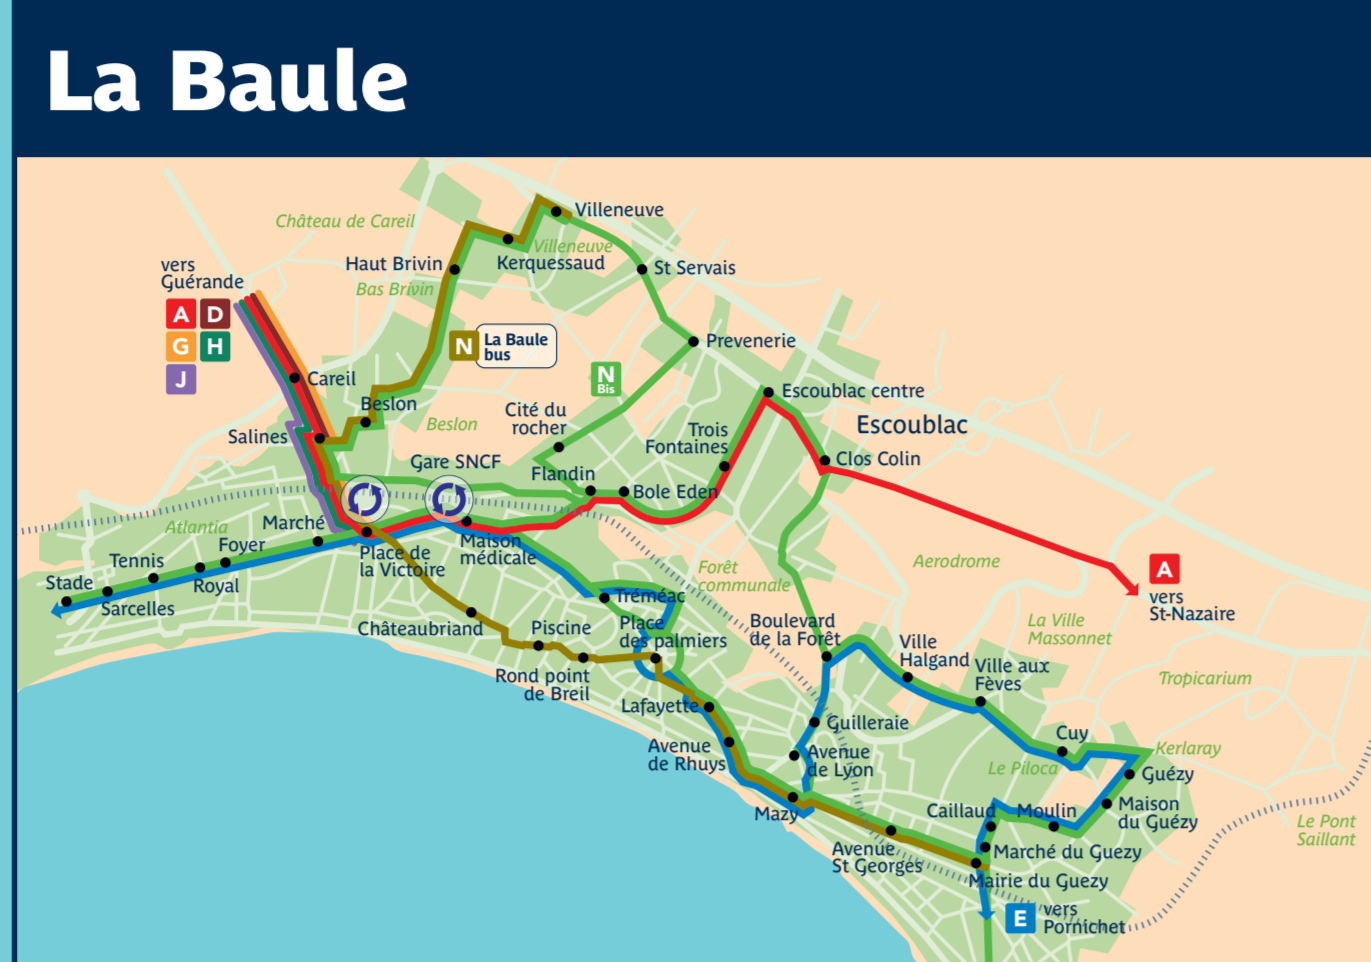 La Baule
Château de Careil
Villeneuve
Villeneuve
vers
Guérande
A
D
G
H
J
Haut Brivin
Kerquessaud
Bas Brivin
St Servais
N
La Baule
bus
Prevenerie
N
Bis
Careil
Beslon
Beslon
Salines
Cité du
rocher
Escoublac centre
Escoublac
Trois
Fontaines
Clos Colin
Gare SNCF
Flandin
Bole Eden
Atlantia
Marché
Maison
médicale
Place de
la Victoire
Foyer
Tennis
Royal
Stade
Sarcelles
Forêt
communale
Aerodrome
A
vers
St-Nazaire
Tréméac
Châteaubriand
Piscine
Place
des palmiers
Boulevard
de la Forêt
La Ville
Massonnet
Ville
Halgand
Ville aux
Fèves
Tropicarium
Rond point
de Breil
Lafayette
Guilleraie
Avenue
de Rhuys
Avenue
de Lyon
Cuy
Kerlaray
Le Piloca
Guézy
Mazy
Caillaud
Moulin
Maison
du Guézy
Le Pont
Saillant
Avenue
St Georges
Marché du Guezy
Mairie du Guezy
E
vers
Pornichet